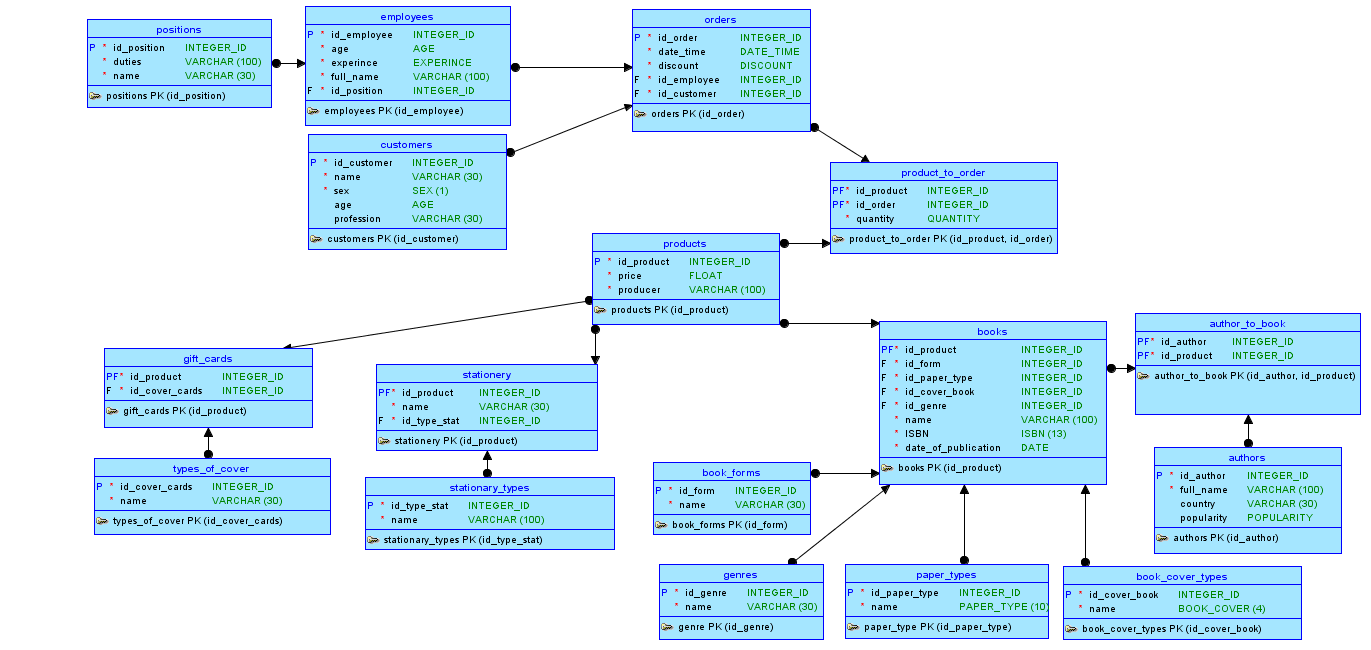 positions
P * id_position INTEGER_ID
* duties VARCHAR (100)
* name VARCHAR (30)
positions PK (id_position)
employees
P * id_employee INTEGER_ID
* age AGE
* experince EXPERINCE
* full_name VARCHAR (100)
F * id_position INTEGER_ID
employees PK (id_employee)
orders
P * id_order INTEGER_ID
* date_time DATE_TIME
* discount DISCOUNT
F * id_employee INTEGER_ID
F * id_customer INTEGER_ID
orders PK (id_order)
customers
P * id_customer INTEGER_ID
* name VARCHAR (30)
* sex SEX (1)
age AGE
profession VARCHAR (30)
customers PK (id_customer)
product_to_order
PF* id_product INTEGER_ID
PF* id_order INTEGER_ID
* quantity QUANTITY
product_to_order PK (id_product, id_order)
products
P * id_product INTEGER_ID
* price FLOAT
* producer VARCHAR (100)
products PK (id_product)
gift_cards
PF* id_product INTEGER_ID
F * id_cover_cards INTEGER_ID
gift_cards PK (id_product)
stationery
PF* id_product INTEGER_ID
* name VARCHAR (30)
F * id_type_stat INTEGER_ID
stationery PK (id_product)
books
PF* id_product INTEGER_ID
F * id_form INTEGER_ID
F * id_paper_type INTEGER_ID
F * id_cover_book INTEGER_ID
F * id_genre INTEGER_ID
* name VARCHAR (100)
* ISBN ISBN (13)
* date_of_publication DATE
books PK (id_product)
author_to_book
PF* id_author INTEGER_ID
PF* id_product INTEGER_ID
author_to_book PK (id_author, id_product)
types_of_cover
P * id_cover_cards INTEGER_ID
* name VARCHAR (30)
types_of_cover PK (id_cover_cards)
stationary_types
P * id_type_stat INTEGER_ID
* name VARCHAR (100)
stationary_types PK (id_type_stat)
book_forms
P * id_form INTEGER_ID
* name VARCHAR (30)
book_forms PK (id_form)
authors
P * id_author INTEGER_ID
* full_name VARCHAR (100)
country VARCHAR (30)
popularity POPULARITY
authors PK (id_author)
genres
P * id_genre INTEGER_ID
* name VARCHAR (30)
genre PK (id_genre)
paper_types
P * id_paper_type INTEGER_ID
* name PAPER_TYPE (10)
paper_type PK (id_paper_type)
book_cover_types
P * id_cover_book INTEGER_ID
* name BOOK_COVER (4)
book_cover_types PK (id_cover_book)